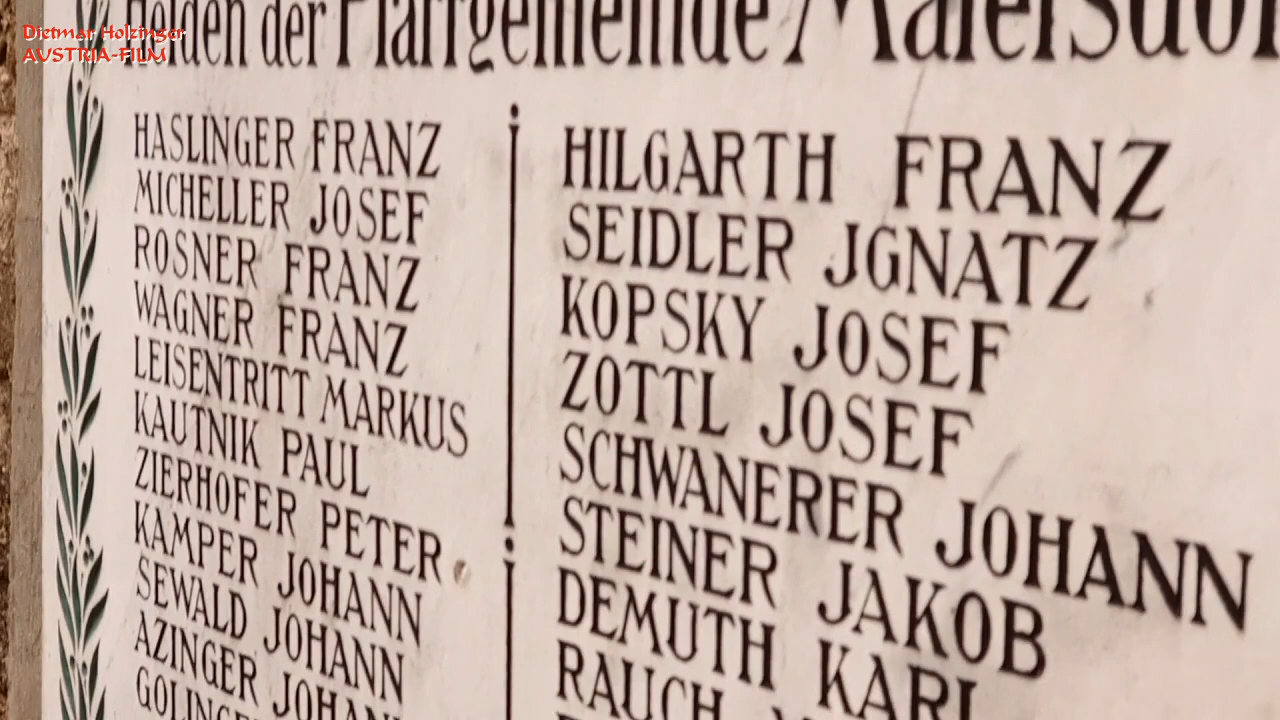 Dietmar Holzinger
AUSTRIA-FILM
Helden der Pfarrgemeinde Maiersdorf
HASLINGER FRANZ
MICHELLER JOSEF
ROSNER FRANZ
WAGNER FRANZ
LEISENTRITT MARKUS
KAUTNIK PAUL
ZIERHOFER PETER
KAMPER JOHANN
SEWALD JOHANN
AZINGER JOHANN
HILGARTH FRANZ
SEIDLER JGNATZ
KOPSKY JOSEF
ZOTTL JOSEF
SCHWANERER JOHANN
STEINER JAKOB
DEMUTH KARL
RAUCH